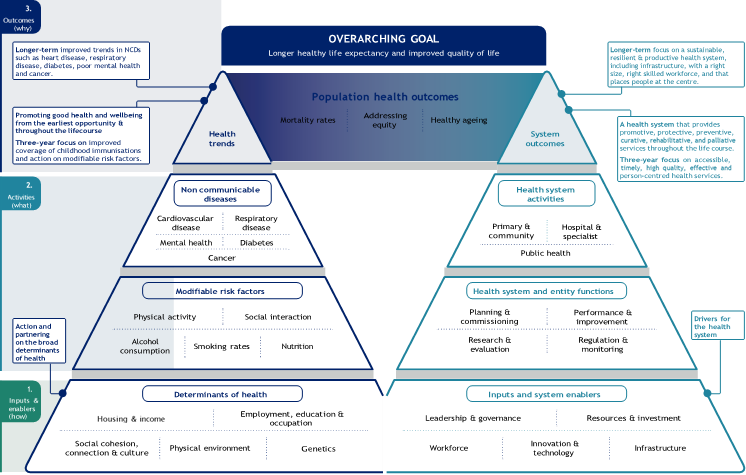 3.
Outcomes
(why)
OVERARCHING GOAL
Longer healthy life expectancy and improved quality of life
Longer-term improved trends in NCDs
such as heart disease, respiratory
disease, diabetes, poor mental health
and cancer.
Promoting good health and wellbeing
from the earliest opportunity &
throughout the lifecourse
Three-year focus on improved
coverage of childhood immunisations
and action on modifiable risk factors.
Health
trends
Population health outcomes
Mortality rates
Addressing
equity
Healthy ageing
System
outcomes
Longer-term focus on a sustainable,
resilient & productive health system,
including infrastructure, with a right
size, right skilled workforce, and that
places people at the centre.
A health system that provides
promotive, protective, preventive,
curative, rehabilitative, and palliative
services throughout the life course.
Three-year focus on accessible,
timely, high quality, effective and
person-centred health services.
2.
Activities
(what)
Non communicable
diseases
Cardiovascular
disease
Respiratory
disease
Mental health
Diabetes
Cancer
Health system
activities
Primary &
community
Hospital &
specialist
Public health
Modifiable risk factors
Physical activity
Social interaction
Alcohol
consumption
Smoking rates
Nutrition
Health system and entity functions
Planning &
commissioning
Performance &
improvement
Research &
evaluation
Regulation &
monitoring
Action and
partnering
on the broad
determinants
of health
Drivers for
the health
system
1.
Inputs &
enablers
(how)
Determinants of health
Housing & income
Employment, education &
occupation
Social cohesion,
connection & culture
Physical environment
Genetics
Inputs and system enablers
Leadership & governance
Resources & investment
Workforce
Innovation &
technology
Infrastructure